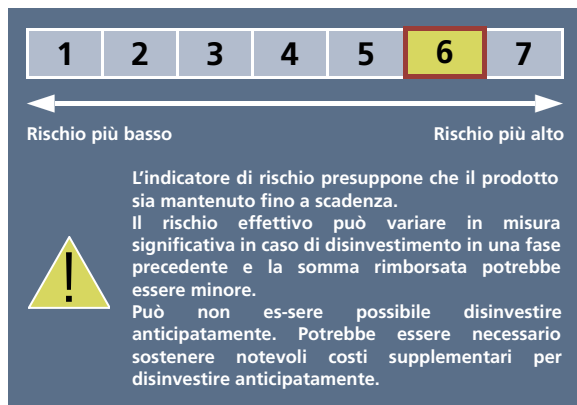 1 2 3 4 5 6 7
Rischio più basso Rischio più alto
L'indicatore di rischio presuppone che il prodotto
sia mantenuto fino a scadenza.
Il rischio effettivo può variare in misura
significativa in caso di disinvestimento in una fase
precedente e la somma rimborsata potrebbe
essere minore.
Può non es-sere possibile disinvestire
anticipatamente. Potrebbe essere necessario
sostenere notevoli costi supplementari per
disinvestire anticipatamente.
!